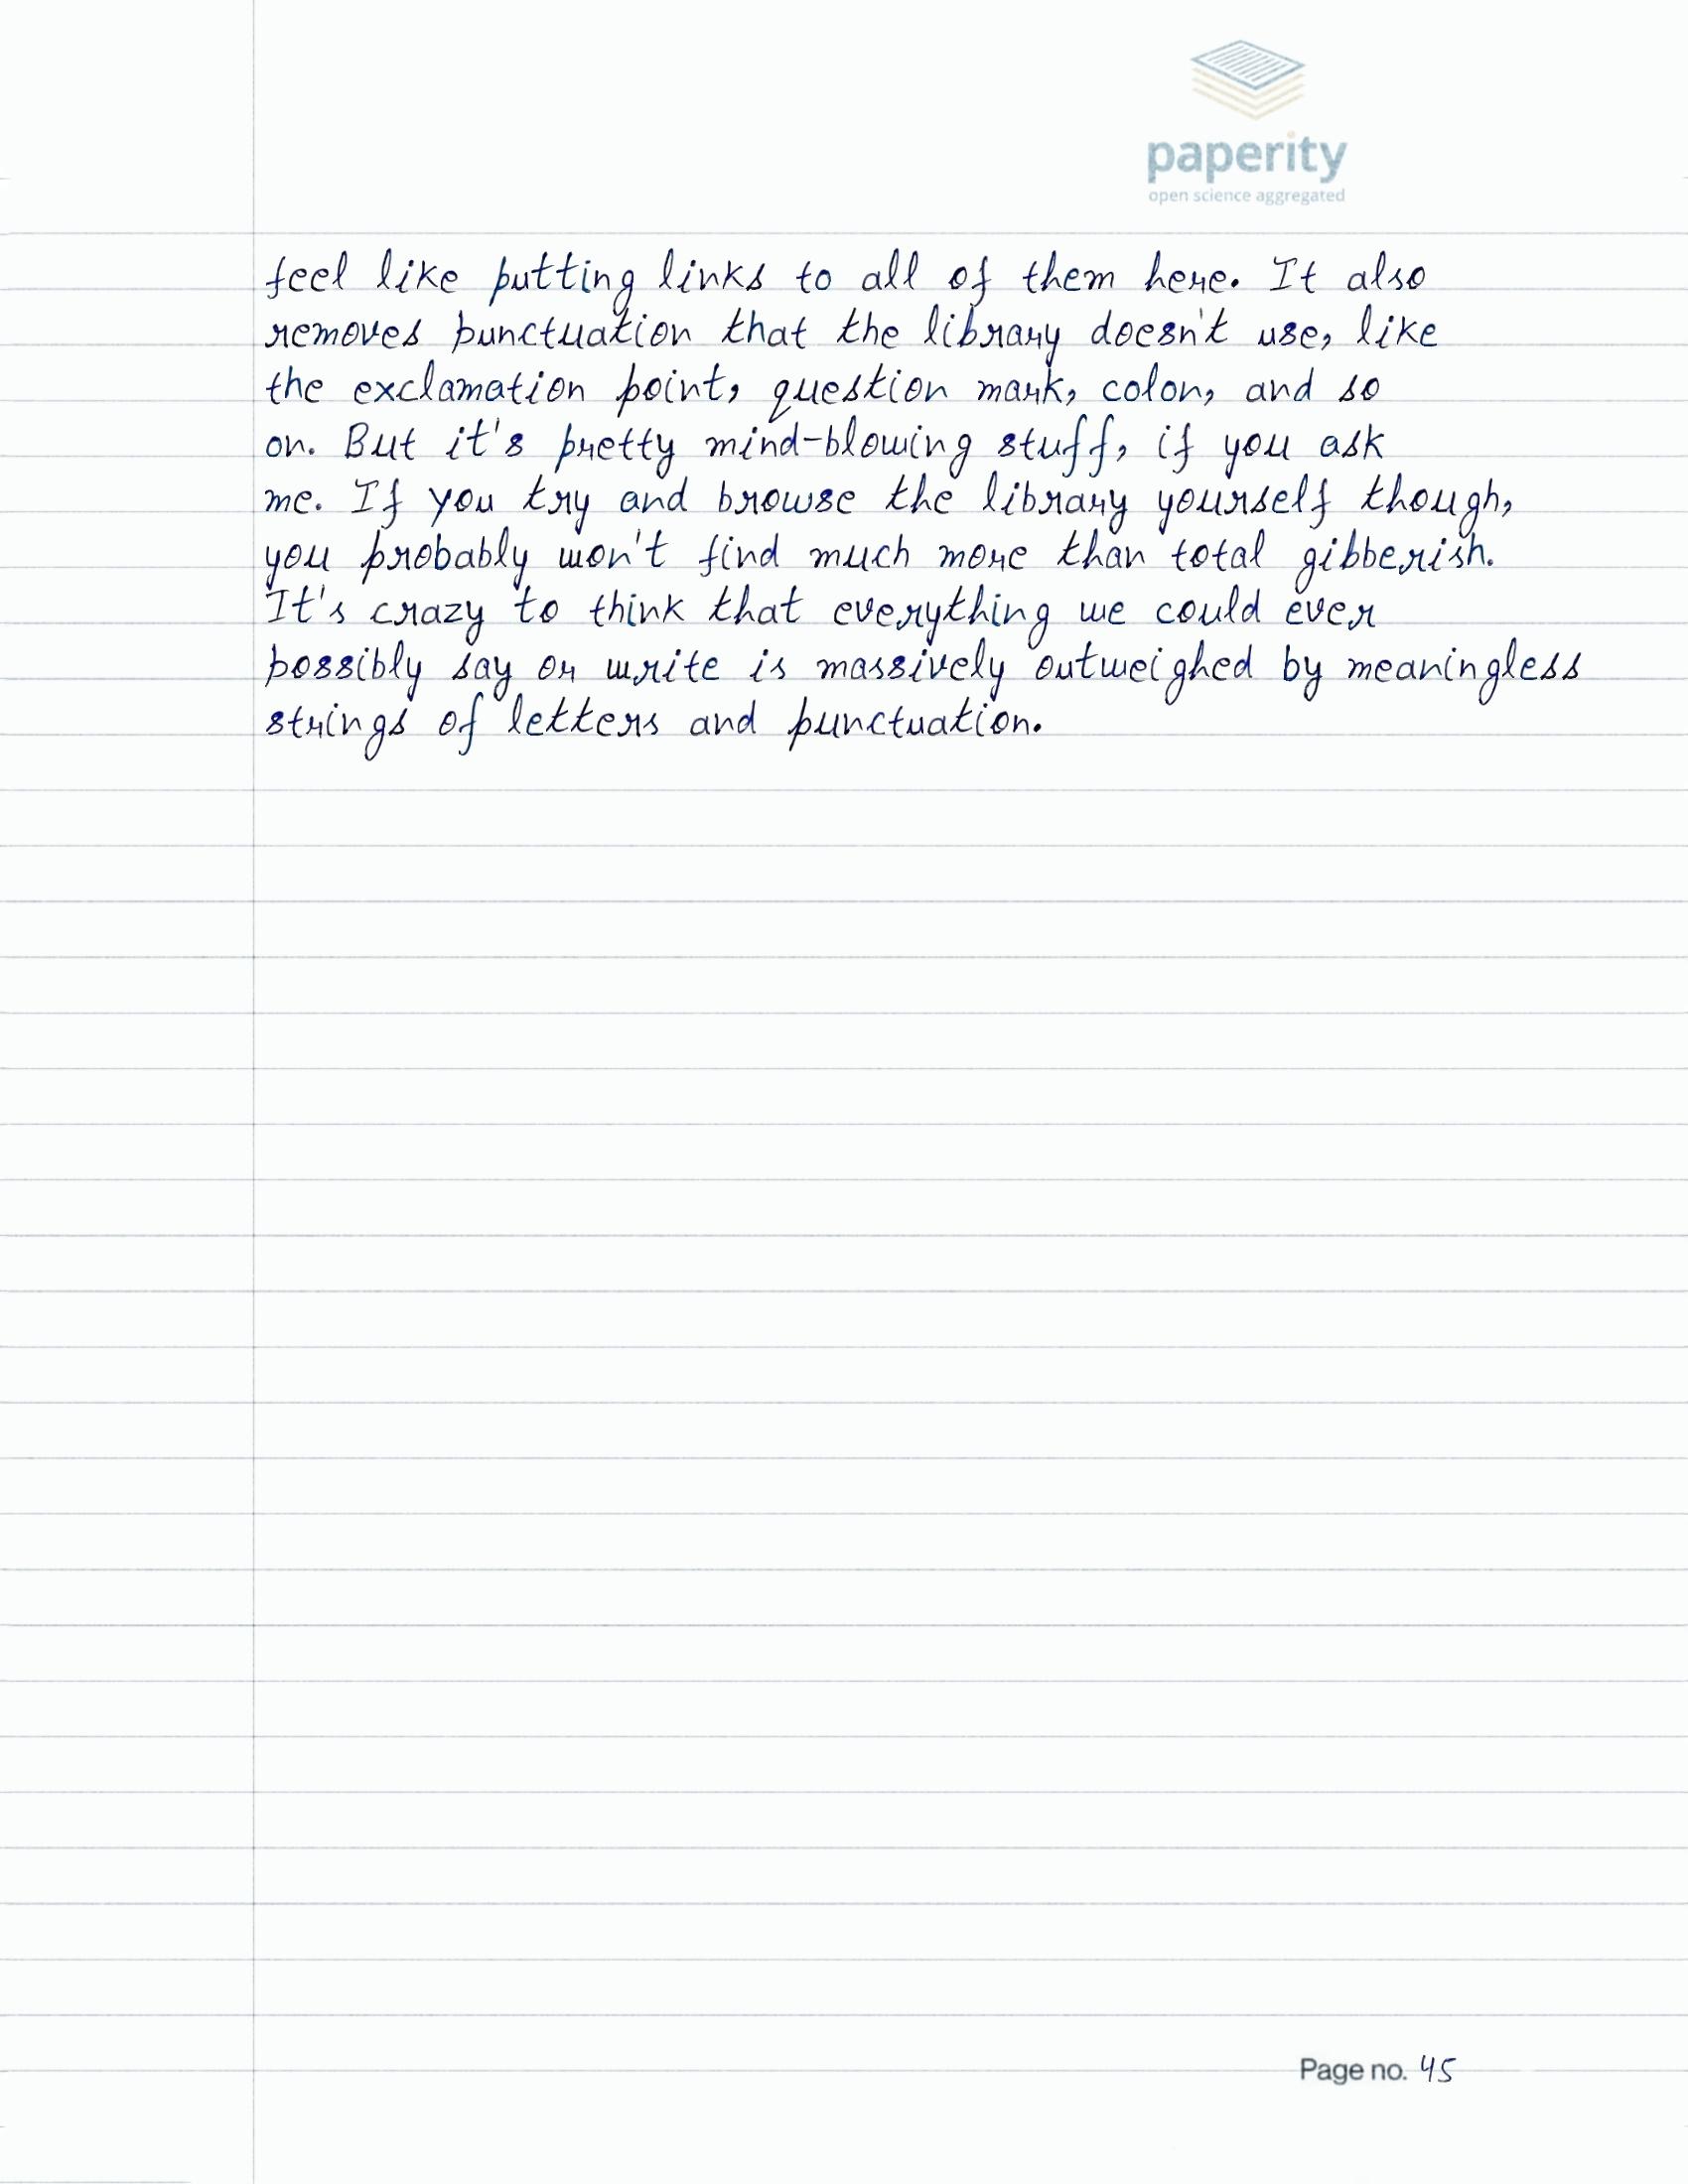 paperity
open science aggregated
feel like putting links to all of them here. It also
removes punctuation that the library doesn't use, like
the exclamation point, question mark, colon, and so
on. But it's pretty mind-blowing stuff, if you ask
me. If you try and browse the library yourself though,
you probably won't find much more than total gibberish.
It's crazy to think that everything we could ever
possibly say or write is massively outweighed by meaningless
strings of letters and punctuation.
Page no. 45